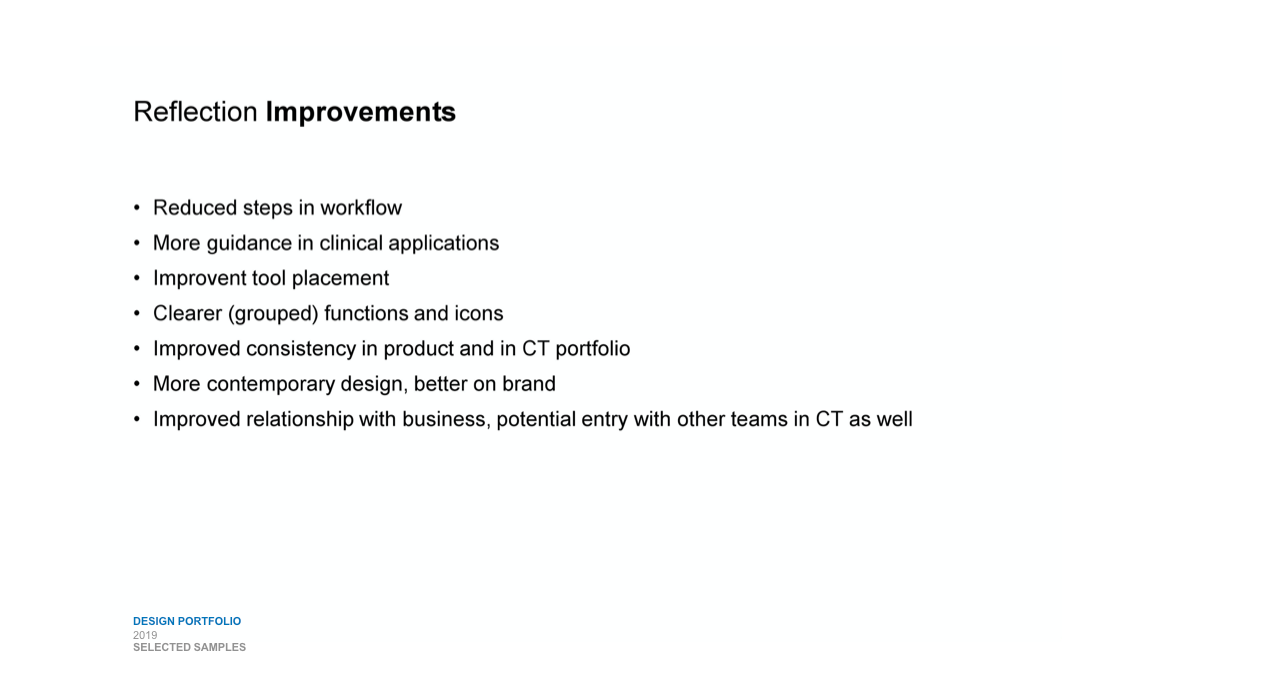 Reflection Improvements
• Reduced steps in workflow
• More guidance in clinical applications
• Improvent tool placement
• Clearer (grouped) functions and icons
• Improved consistency in product and in CT portfolio
• More contemporary design, better on brand
• Improved relationship with business, potential entry with other teams in CT as well
DESIGN PORTFOLIO
2019
SELECTED SAMPLES